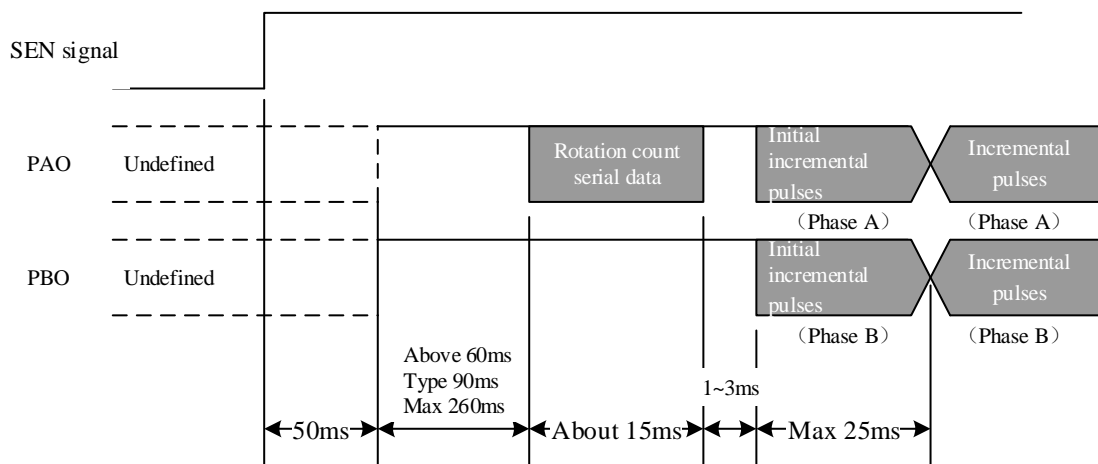 SEN signal
PAO
Undefined
Rotation count
serial data
Initial
incremental
pulses
Incremental
pulses
（Phase A）
（Phase A）
PBO
Undefined
Initial
incremental
pulses
Incremental
pulses
（Phase B）
（Phase B）
Above 60ms
Type 90ms
Max 260ms
1~3ms
50ms
About 15ms
Max 25ms